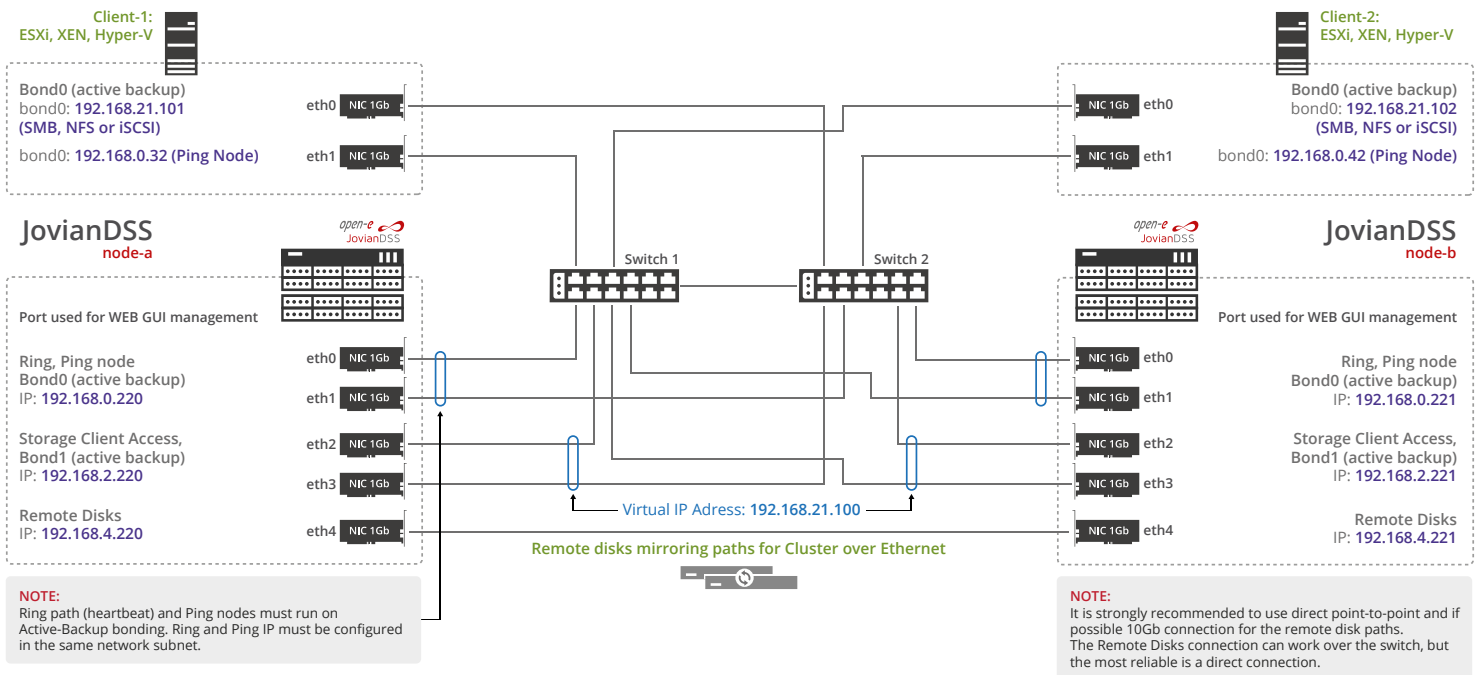 Client-1:
ESXi, XEN, Hyper-V
Bond0 (active backup)
bond0: 192.168.21.101
(SMB, NFS or iSCSI)
bond0: 192.168.0.32 (Ping Node)
eth0 NIC 1Gb
eth1 NIC 1Gb
Client-2:
ESXi, XEN, Hyper-V
Bond0 (active backup)
bond0: 192.168.21.102
(SMB, NFS or iSCSI)
bond0: 192.168.0.42 (Ping Node)
NIC 1Gb eth0
NIC 1Gb eth1
JovianDSS
node-a
open-e
JovianDSS
Port used for WEB GUI management
Ring, Ping node
Bond0 (active backup)
IP: 192.168.0.220
Storage Client Access,
Bond1 (active backup)
IP: 192.168.2.220
Remote Disks
IP: 192.168.4.220
eth0 NIC 1Gb
eth1 NIC 1Gb
eth2 NIC 1Gb
eth3 NIC 1Gb
eth4 NIC 1Gb
Switch 1
Switch 2
Virtual IP Adress: 192.168.21.100
Remote disks mirroring paths for Cluster over Ethernet
open-e
JovianDSS
JovianDSS
node-b
Port used for WEB GUI management
NIC 1Gb eth0
NIC 1Gb eth1
NIC 1Gb eth2
NIC 1Gb eth3
NIC 1Gb eth4
Ring, Ping node
Bond0 (active backup)
IP: 192.168.0.221
Storage Client Access,
Bond1 (active backup)
IP: 192.168.2.221
Remote Disks
IP: 192.168.4.221
NOTE:
Ring path (heartbeat) and Ping nodes must run on
Active-Backup bonding. Ring and Ping IP must be configured
in the same network subnet.
NOTE:
It is strongly recommended to use direct point-to-point and if
possible 10Gb connection for the remote disk paths.
The Remote Disks connection can work over the switch, but
the most reliable is a direct connection.